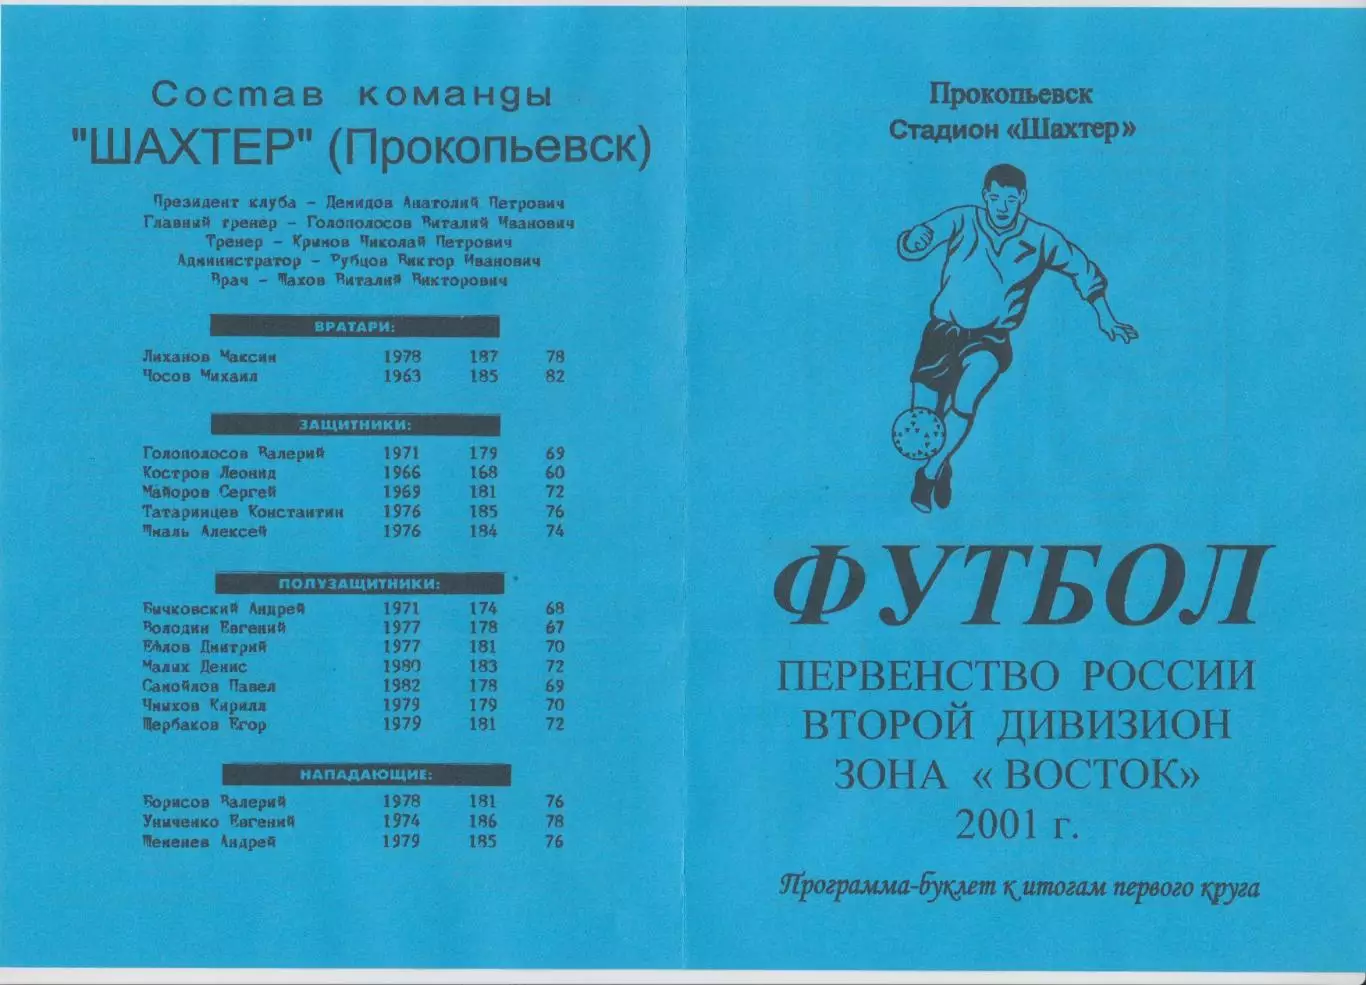 Состав команды
"ШАХТЕР" (Прокопьевск)
Президент клуба - Демидов Анатолий Петрович
Главный тренер - Голополосов Виталий Иванович
Тренер - Крымов Николай Петрович
Администратор - Рубцов Виктор Иванович
Врач - Шахов Виталий Викторович
ВРАТАРИ:
Лиханов Максим 1978 187 78
Чосов Михаил 1963 185 82
ЗАЩИТНИКИ:
Голополосов Валерий 1971 179 69
Костров Леонид 1966 168 60
Майоров Сергей 1969 181 72
Татаринцев Константин 1976 185 76
Шмаль Алексей 1976 184 74
ПОЛУЗАЩИТНИКИ:
Бычковский Андрей 1971 174 68
Володин Евгений 1977 178 67
Дмитрий 1977 181 70
Малых Денис 1980 183 72
Самойлов Павел 1982 178 69
Чмыхов Кирилл 1979 179 70
Щербаков Егор 1979 181 72
НАПАДАЮЩИЕ:
Борисов Валерий 1978 181 76
Униченко Евгений 1974 186 78
Шеменев Андрей 1979 185 76
Прокопьевск
Стадион «Шахтер»
ФУТБОЛ
ПЕРВЕНСТВО РОССИИ
ВТОРОЙ ДИВИЗИОН
ЗОНА « ВОСТОК»
2001 г.
Программа-буклет к итогам первого круга